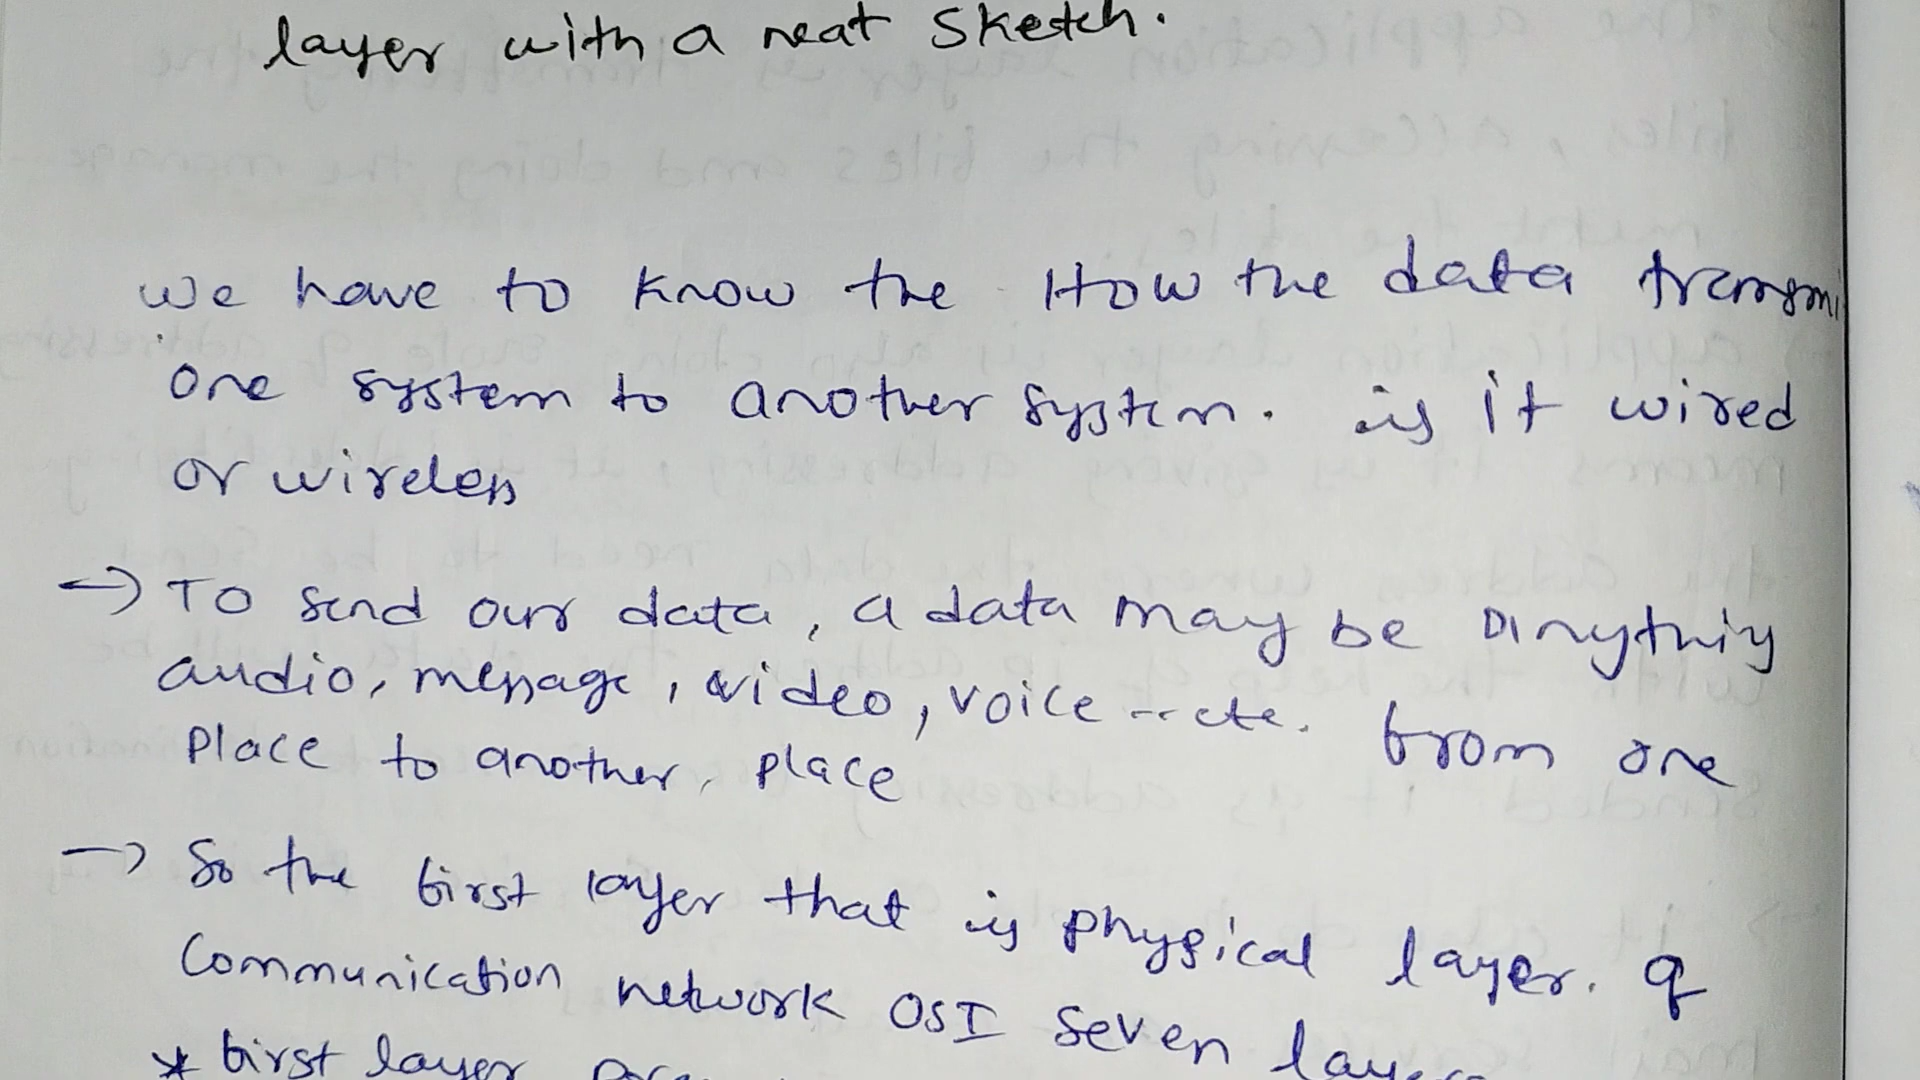 layer with a neat sketch.
we have to know the How the data transmi
one system to another system. is it wired
or wireless
→ To send our data, a data may be anything
audio, message, video, voice --etc. from one
place to another, place
→ So the first layer that is physical layer. of
Communication network OSI seven layers
* first layer